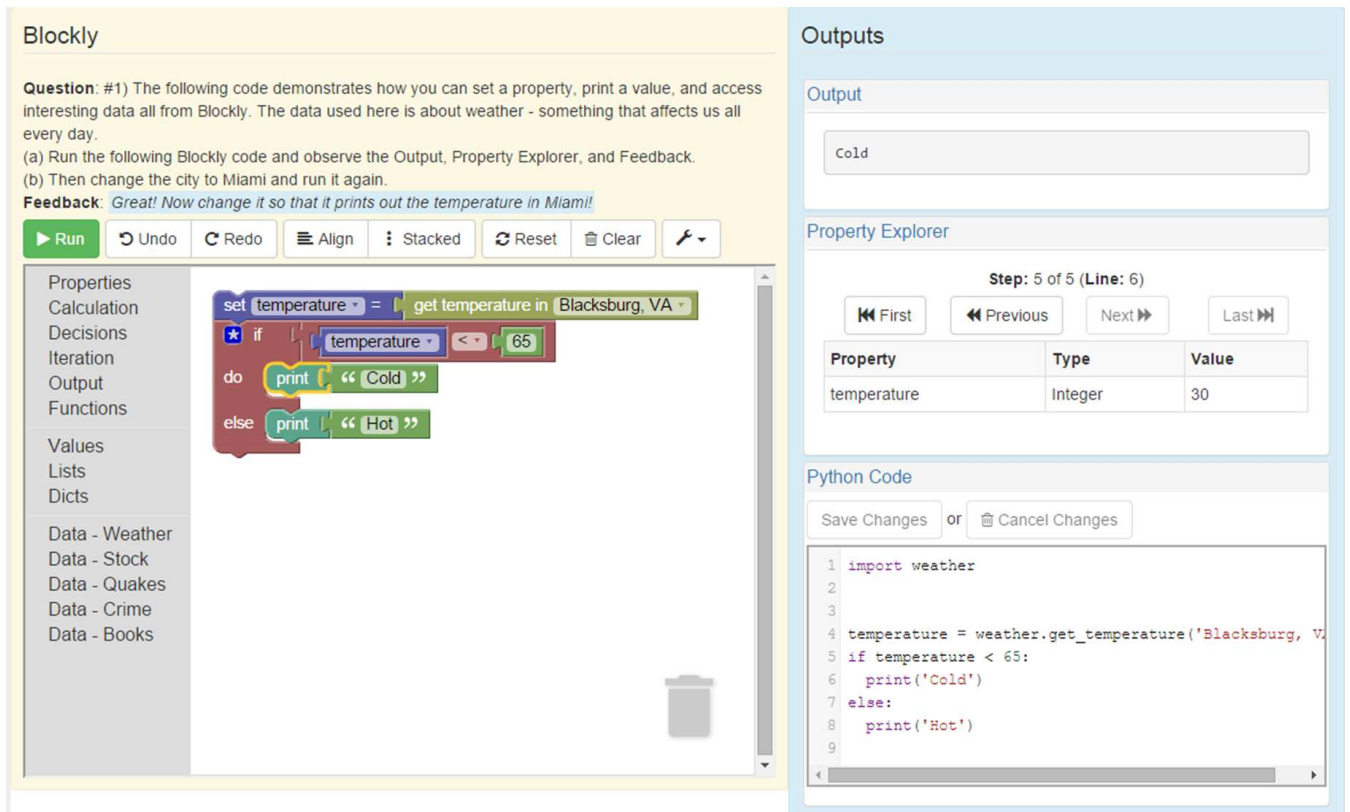 Blockly
Question: #1) The following code demonstrates how you can set a property, print a value, and access
interesting data all from Blockly. The data used here is about weather - something that affects us all
every day.
(a) Run the following Blockly code and observe the Output, Property Explorer, and Feedback.
(b) Then change the city to Miami and run it again.
Feedback: Great! Now change it so that it prints out the temperature in Miami!
Run Undo Redo Align Stacked Reset Clear
Properties
Calculation
Decisions
Iteration
Output
Functions
Values
Lists
Dicts
Data - Weather
Data - Stock
Data - Quakes
Data - Crime
Data - Books
set temperature = get temperature in Blacksburg, VA
if temperature < 65
do print “ Cold ”
else print “ Hot ”
Outputs
Output
Cold
Property Explorer
Step: 5 of 5 (Line: 6)
First Previous Next Last
Property Type Value
temperature Integer 30
Python Code
Save Changes or Cancel Changes
1 import weather
2
3
4 temperature = weather.get_temperature('Blacksburg, V
5 if temperature < 65:
6 print('Cold')
7 else:
8 print('Hot')
9